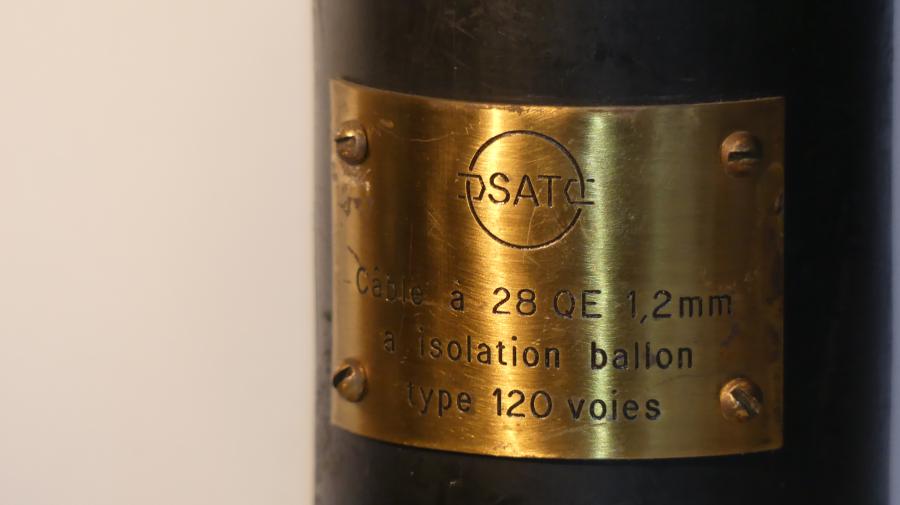 SAT
Câble à 28 QE 1,2mm
a isolation ballon
type 120 voies